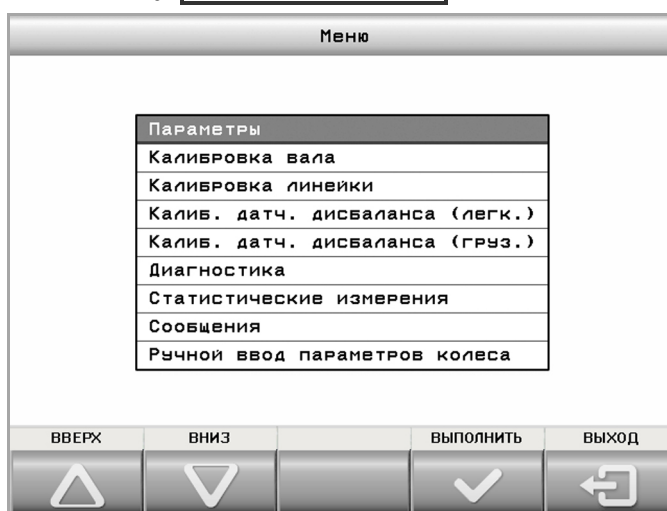 Меню
Параметры
Калибровка вала
Калибровка линейки
Калиб. датч. дисбаланса (легк.)
Калиб. датч. дисбаланса (груз.)
Диагностика
Статистические измерения
Сообщения
Ручной ввод параметров колеса
ВВЕРХ ВНИЗ ВЫПОЛНИТЬ ВЫХОД